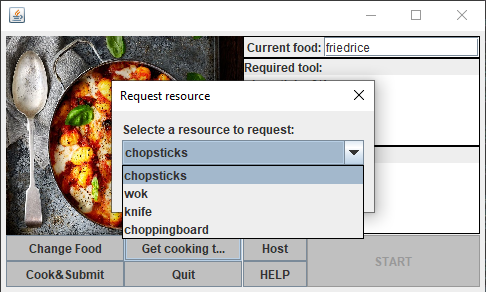 Current food: friedrice
Required tool:
Request resource
Selecte a resource to request:
chopsticks
chopsticks
wok
knife
choppingboard
Change Food
Get cooking t...
Host
START
Cook&Submit
Quit
HELP